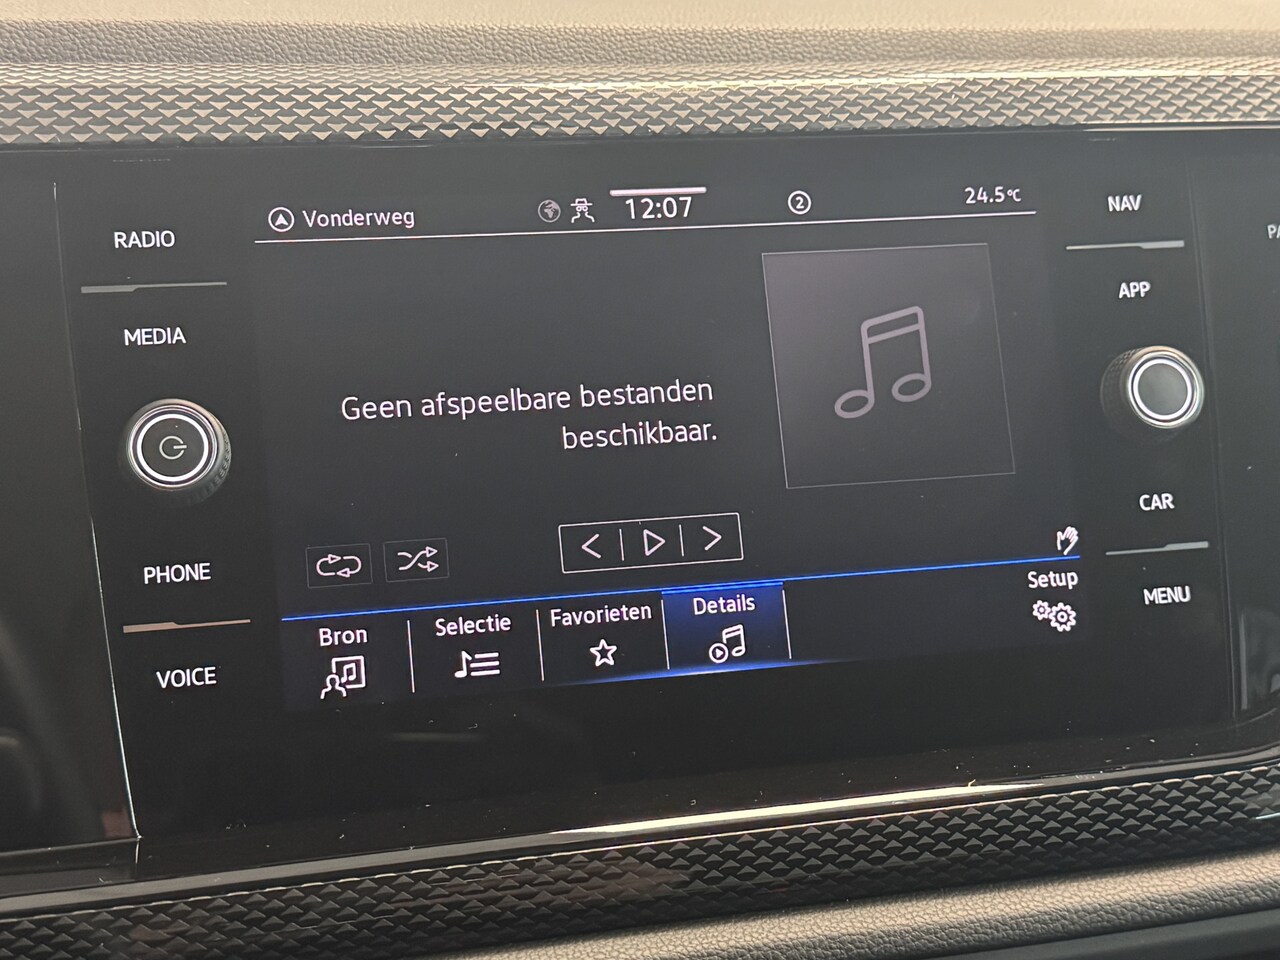 RADIO
MEDIA
PHONE
VOICE
Vonderweg
12:07
2
24.5°C
Geen afspeelbare bestanden
beschikbaar.
Bron
Selectie
Favorieten
Details
Setup
NAV
APP
CAR
MENU